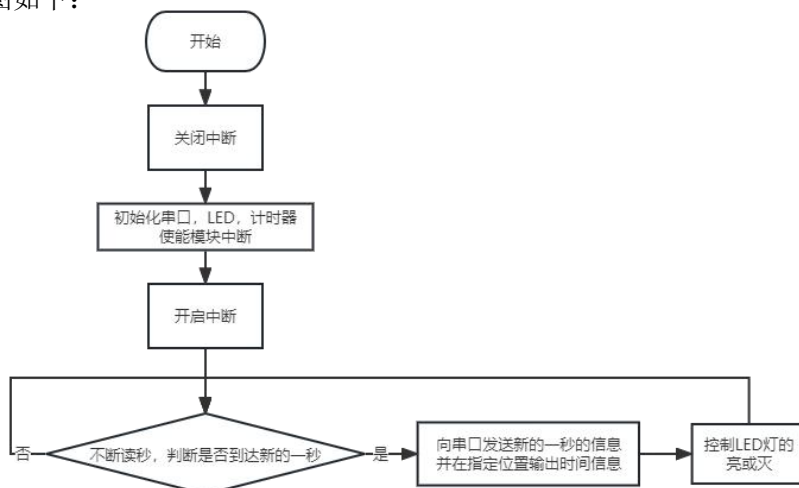 图如下：
开始
关闭中断
初始化串口，LED，计时器
使能模块中断
开启中断
否
不断读秒，判断是否到达新的一秒
是
向串口发送新的一秒的信息
并在指定位置输出时间信息
控制LED灯的
亮或灭